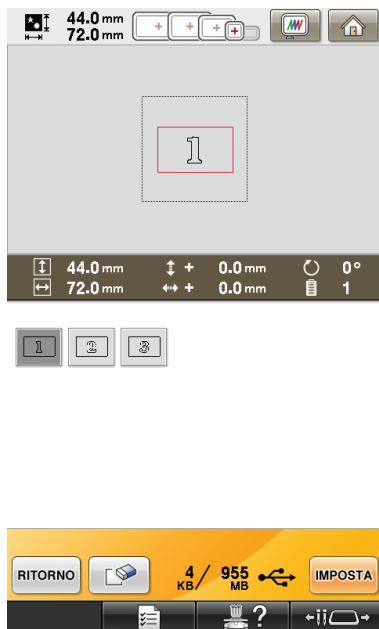 44.0 mm
72.0 mm
1
44.0 mm + 0.0 mm 0°
72.0 mm + 0.0 mm 1
1 2 3
RITORNO 4 KB / 955 MB IMPOSTA
?